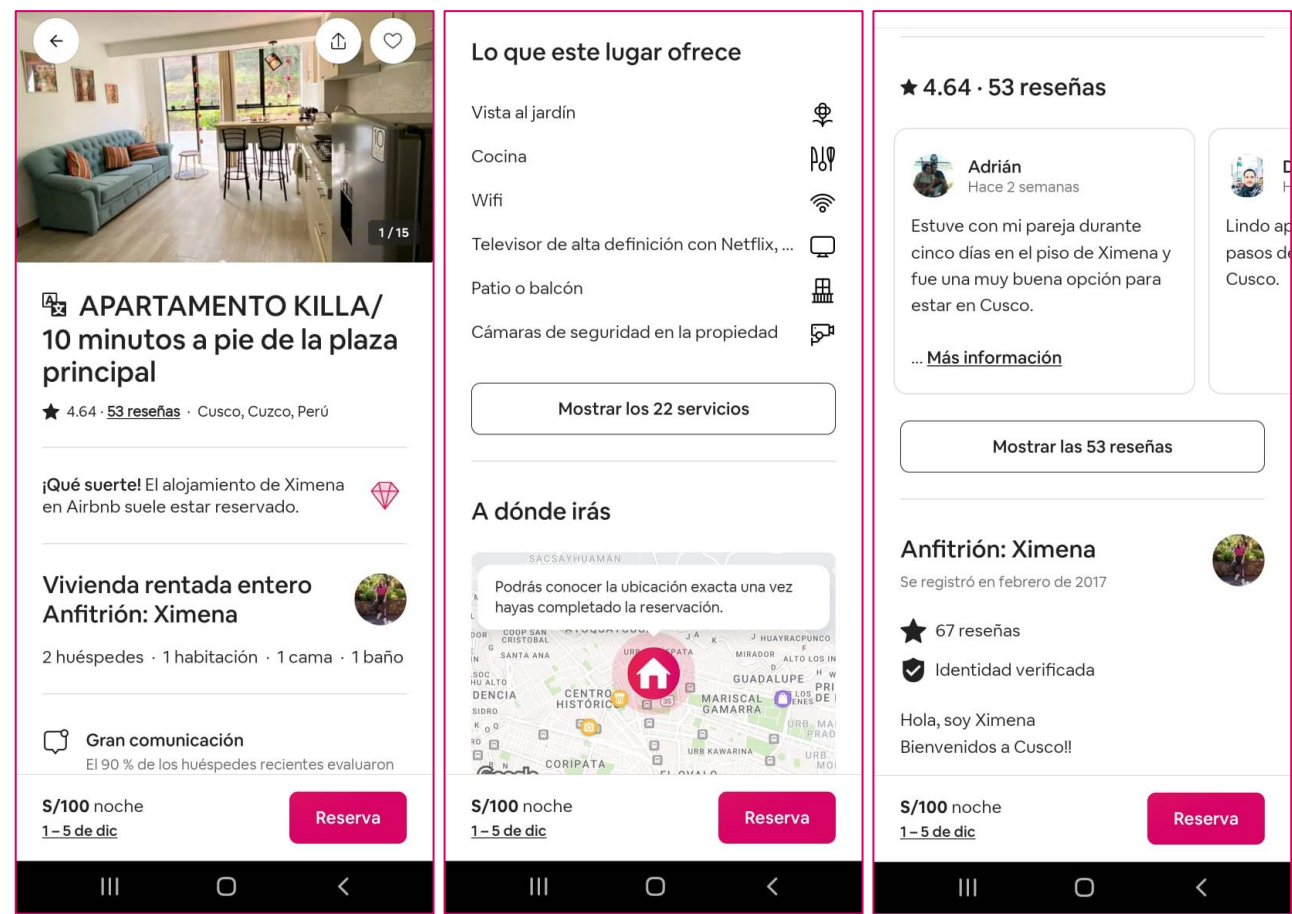 1 / 15
APARTAMENTO KILLA/
10 minutos a pie de la plaza
principal
4.64 · 53 reseñas · Cusco, Cuzco, Perú
¡Qué suerte! El alojamiento de Ximena
en Airbnb suele estar reservado.
Vivienda rentada entero
Anfitrión: Ximena
2 huéspedes · 1 habitación · 1 cama · 1 baño
Gran comunicación
El 90 % de los huéspedes recientes evaluaron
S/100 noche
1 – 5 de dic
Reserva
Lo que este lugar ofrece
Vista al jardín
Cocina
Wifi
Televisor de alta definición con Netflix, ...
Patio o balcón
Cámaras de seguridad en la propiedad
Mostrar los 22 servicios
A dónde irás
SACSAYHUAMÁN
Podrás conocer la ubicación exacta una vez
hayas completado la reservación.
COOP SAN
CRISTOBAL
SANTA ANA
J HUAYRACPUNCO
MIRADOR
ALTO LOS
GUADALUPE
DENCIA
CENTRO
HISTÓRICO
MARISCAL
GAMARRA
URB KAWARINA
CORIPATA
S/100 noche
1 – 5 de dic
Reserva
4.64 · 53 reseñas
Adrián
Hace 2 semanas
Estuve con mi pareja durante
cinco días en el piso de Ximena y
fue una muy buena opción para
estar en Cusco.
... Más información
Lindo ap
pasos de
Cusco.
Mostrar las 53 reseñas
Anfitrión: Ximena
Se registró en febrero de 2017
67 reseñas
Identidad verificada
Hola, soy Ximena
Bienvenidos a Cusco!!
S/100 noche
1 – 5 de dic
Reserva